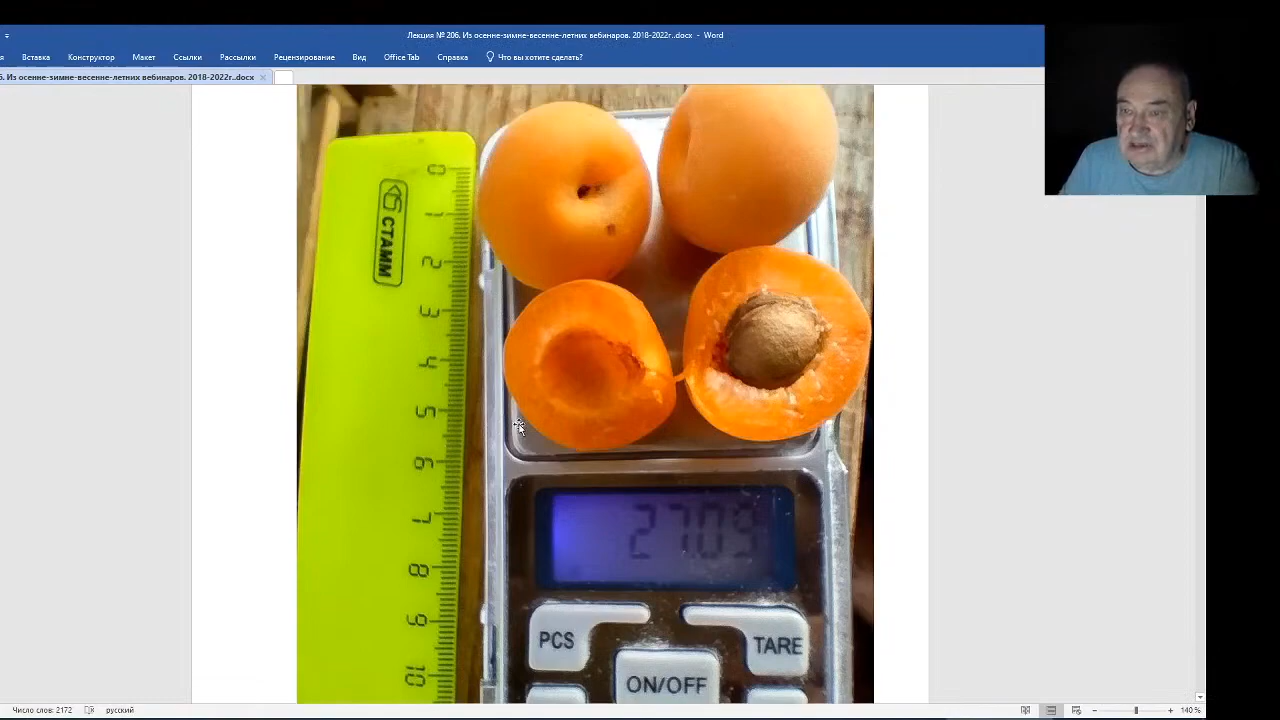 Лекция № 206. Из осенне-зимне-весенне-летних вебинаров. 2018-2022г..docx - Word
Вставка Конструктор Макет Ссылки Рассылки Рецензирование Вид Office Tab Справка Что вы хотите сделать?
6. Из осенне-зимне-весенне-летних вебинаров. 2018-2022г..docx
СТАММ
0
1
2
3
4
5
6
7
8
9
10
27.09
PCS
TARE
ON/OFF
Число слов: 2172 русский
140 %